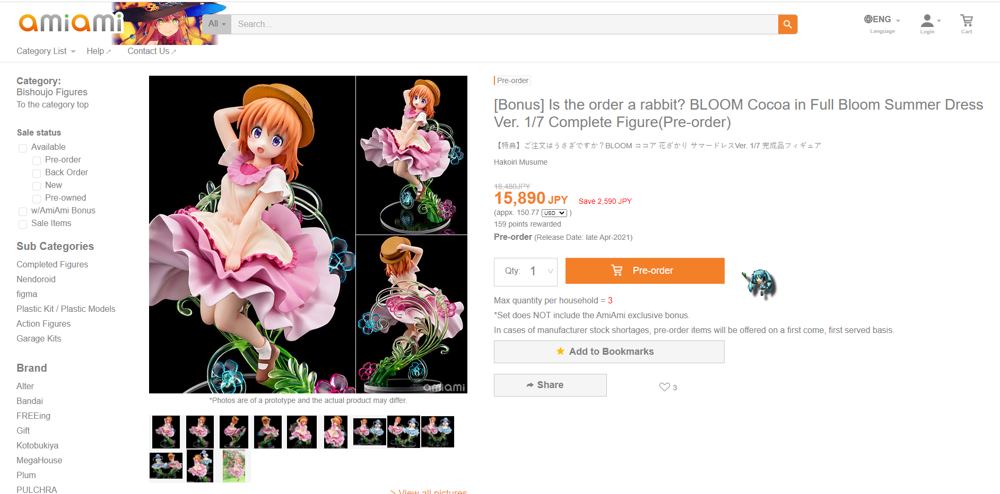 amiami
All
Search...
ENG
Language
Login
Cart
Category List
Help
Contact Us
Category:
Bishoujo Figures
To the category top
Sale status
Available
Pre-order
Back Order
New
Pre-owned
w/AmiAmi Bonus
Sale Items
Sub Categories
Completed Figures
Nendoroid
figma
Plastic Kit / Plastic Models
Action Figures
Garage Kits
Brand
Alter
Bandai
FREEing
Gift
Kotobukiya
MegaHouse
Plum
PULCHRA
amiami
*Photos are of a prototype and the actual product may differ.
> View all pictures
Pre-order
[Bonus] Is the order a rabbit? BLOOM Cocoa in Full Bloom Summer Dress
Ver. 1/7 Complete Figure(Pre-order)
【特典】ご注文はうさぎですか？BLOOM ココア 花ざかり サマードレスVer. 1/7 完成品フィギュア
Hakoiri Musume
18,480JPY
15,890 JPY Save 2,590 JPY
(appx. 150.77 USD )
159 points rewarded
Pre-order (Release Date: late Apr-2021)
Qty: 1
Pre-order
Max quantity per household = 3
*Set does NOT include the AmiAmi exclusive bonus.
In cases of manufacturer stock shortages, pre-order items will be offered on a first come, first served basis.
Add to Bookmarks
Share
3